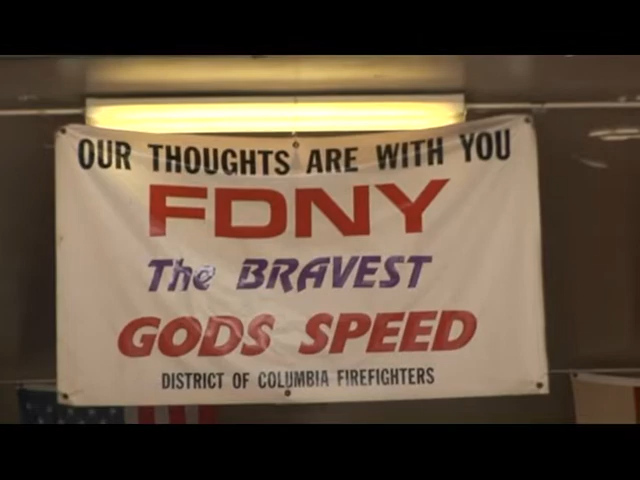 OUR THOUGHTS ARE WITH YOU
FDNY
The BRAVEST
GODS SPEED
DISTRICT OF COLUMBIA FIREFIGHTERS